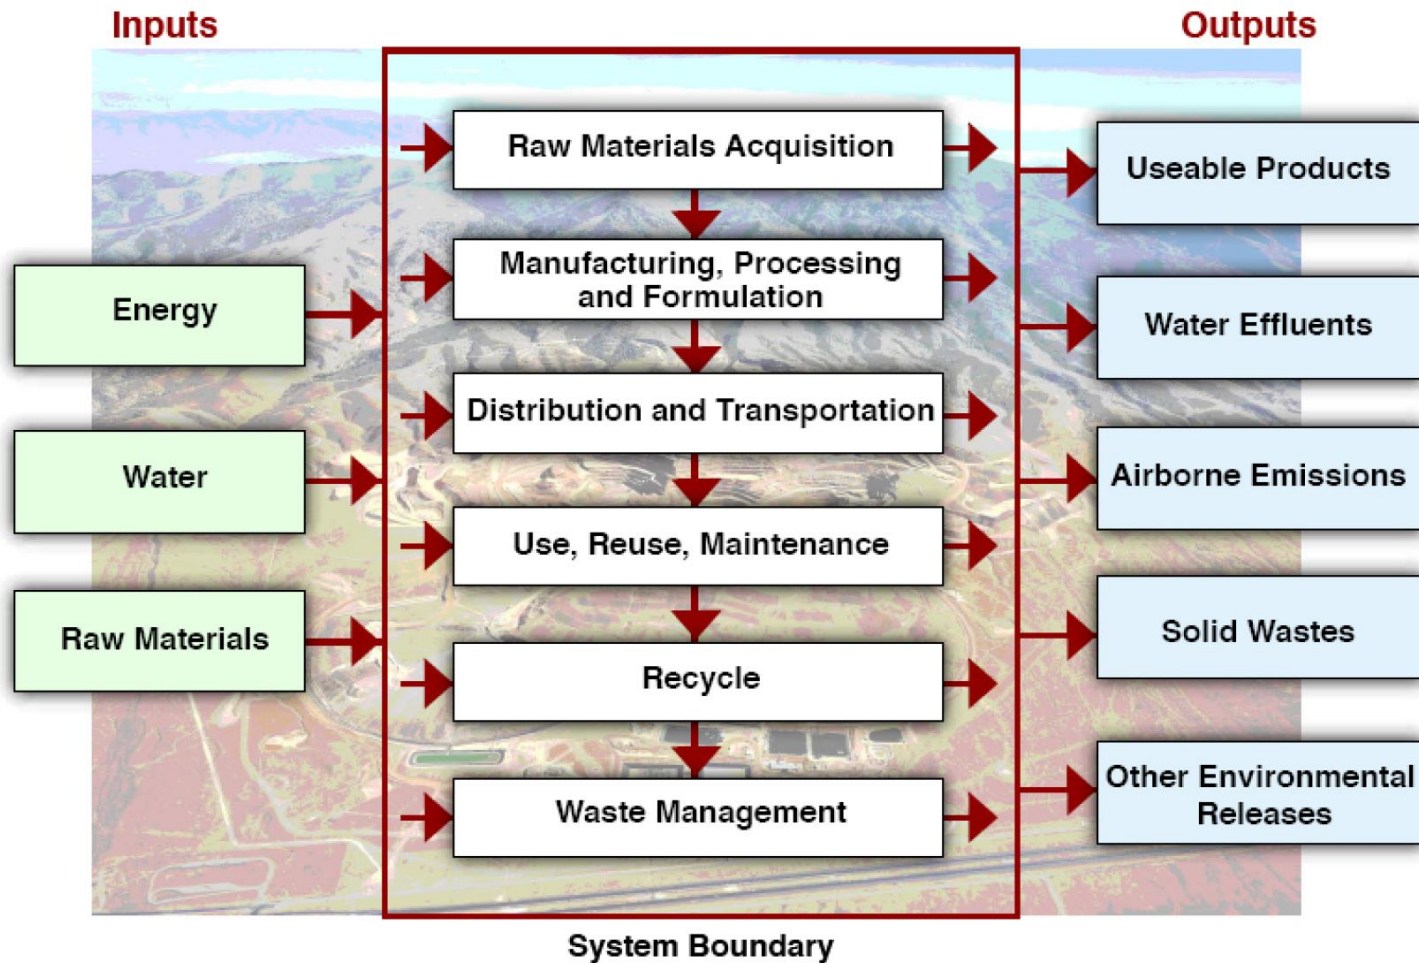 Inputs
Outputs
Raw Materials Acquisition
Manufacturing, Processing
and Formulation
Distribution and Transportation
Use, Reuse, Maintenance
Recycle
Waste Management
Energy
Water
Raw Materials
Useable Products
Water Effluents
Airborne Emissions
Solid Wastes
Other Environmental
Releases
System Boundary